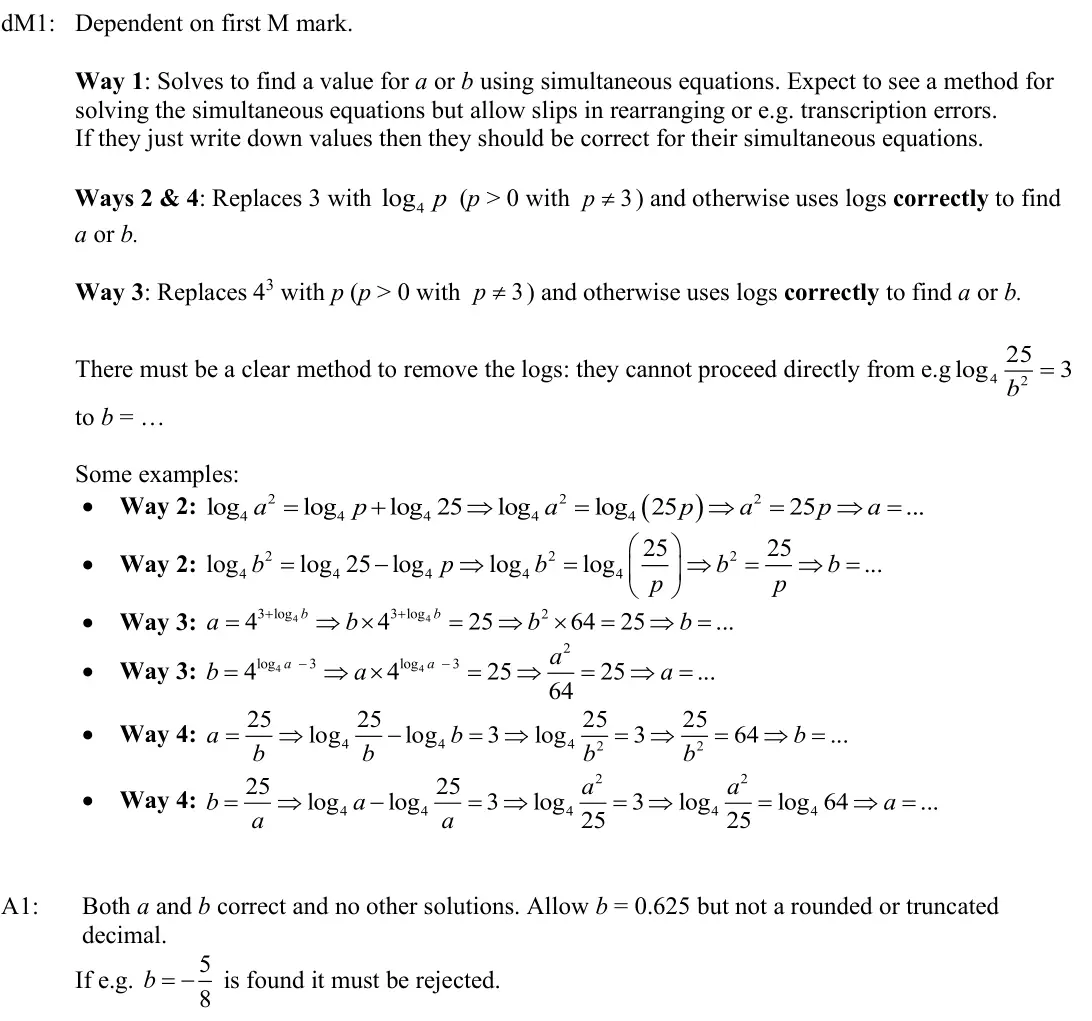 dM1: Dependent on first M mark.
Way 1: Solves to find a value for a or b using simultaneous equations. Expect to see a method for
solving the simultaneous equations but allow slips in rearranging or e.g. transcription errors.
If they just write down values then they should be correct for their simultaneous equations.
Ways 2 & 4: Replaces 3 with log₄ p (p > 0 with p ≠ 3) and otherwise uses logs correctly to find
a or b.
Way 3: Replaces 4³ with p (p > 0 with p ≠ 3) and otherwise uses logs correctly to find a or b.
There must be a clear method to remove the logs: they cannot proceed directly from e.g log₄ 25/b² = 3
to b = …
Some examples:
• Way 2: log₄ a² = log₄ p + log₄ 25 ⇒ log₄ a² = log₄ (25p) ⇒ a² = 25p ⇒ a = ...
• Way 2: log₄ b² = log₄ 25 − log₄ p ⇒ log₄ b² = log₄ (25/p) ⇒ b² = 25/p ⇒ b = ...
• Way 3: a = 4^(3+log₄ b) ⇒ b × 4^(3+log₄ b) = 25 ⇒ b² × 64 = 25 ⇒ b = ...
• Way 3: b = 4^(log₄ a − 3) ⇒ a × 4^(log₄ a − 3) = 25 ⇒ a²/64 = 25 ⇒ a = ...
• Way 4: a = 25/b ⇒ log₄ 25/b − log₄ b = 3 ⇒ log₄ 25/b² = 3 ⇒ 25/b² = 64 ⇒ b = ...
• Way 4: b = 25/a ⇒ log₄ a − log₄ 25/a = 3 ⇒ log₄ a²/25 = 3 ⇒ log₄ a²/25 = log₄ 64 ⇒ a = ...
A1: Both a and b correct and no other solutions. Allow b = 0.625 but not a rounded or truncated
decimal.
If e.g. b = −5/8 is found it must be rejected.